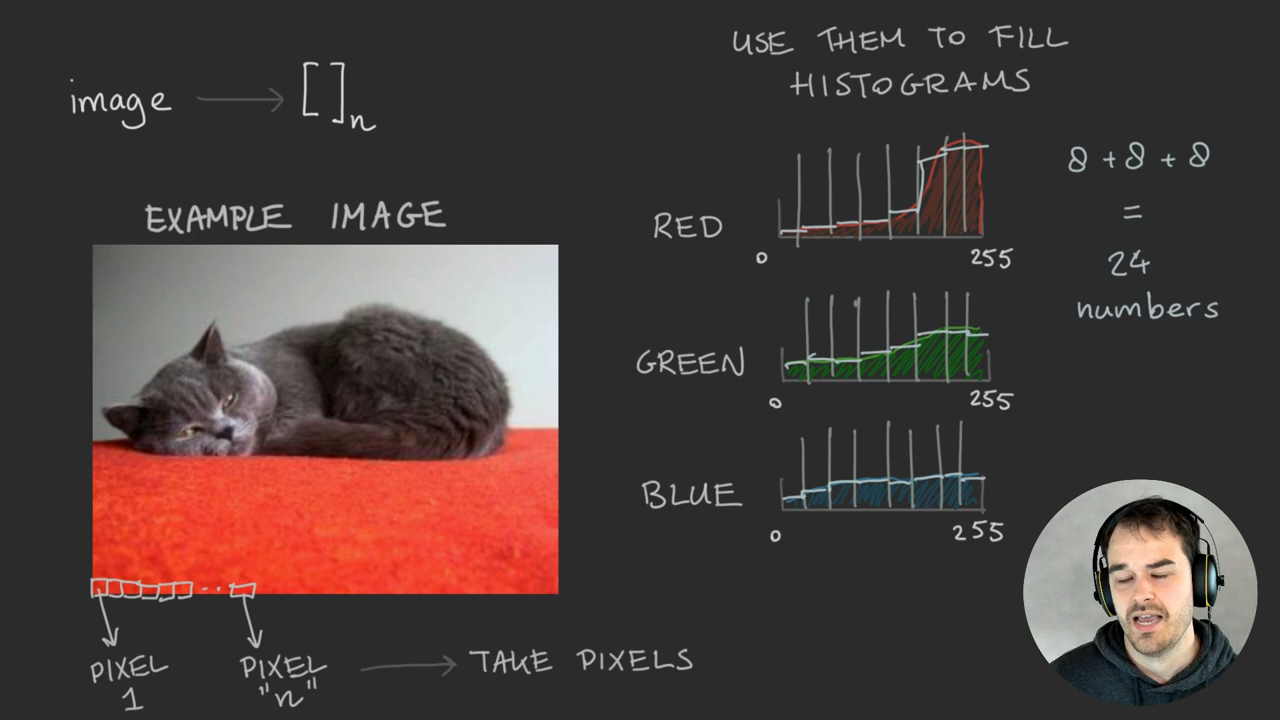 image → [ ]n
EXAMPLE IMAGE
PIXEL
1
PIXEL
"n"
→ TAKE PIXELS
USE THEM TO FILL
HISTOGRAMS
RED
0 255
GREEN
0 255
BLUE
0 255
8 + 8 + 8
=
24
numbers